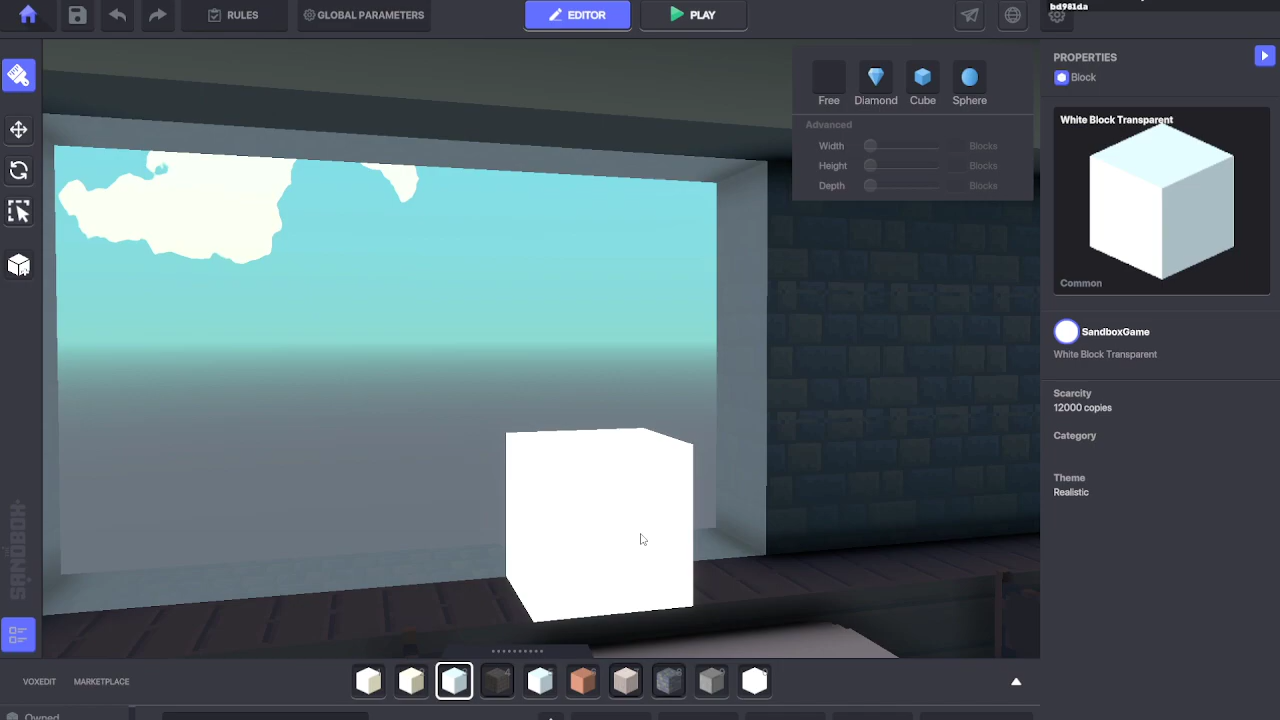 RULES
GLOBAL PARAMETERS
EDITOR
PLAY
bd981da
PROPERTIES
Block
White Block Transparent
Common
SandboxGame
White Block Transparent
Scarcity
12000 copies
Category
Theme
Realistic
Free
Diamond
Cube
Sphere
Advanced
Width
Blocks
Height
Blocks
Depth
Blocks
THE SANDBOX
VOXEDIT
MARKETPLACE
Owned